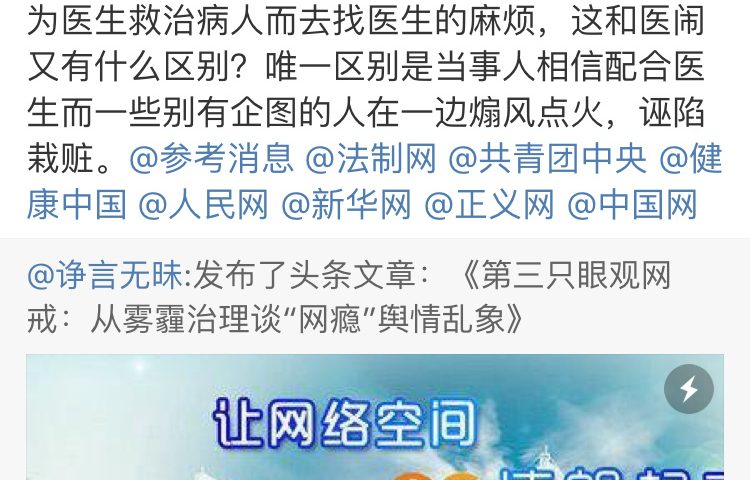 为医生救治病人而去找医生的麻烦，这和医闹
又有什么区别？唯一区别是当事人相信配合医
生而一些别有企图的人在一边煽风点火，诬陷
栽赃。@参考消息 @法制网 @共青团中央 @健
康中国 @人民网 @新华网 @正义网 @中国网
@诤言无昧:发布了头条文章：《第三只眼观网
戒：从雾霾治理谈“网瘾”舆情乱象》
让网络空间